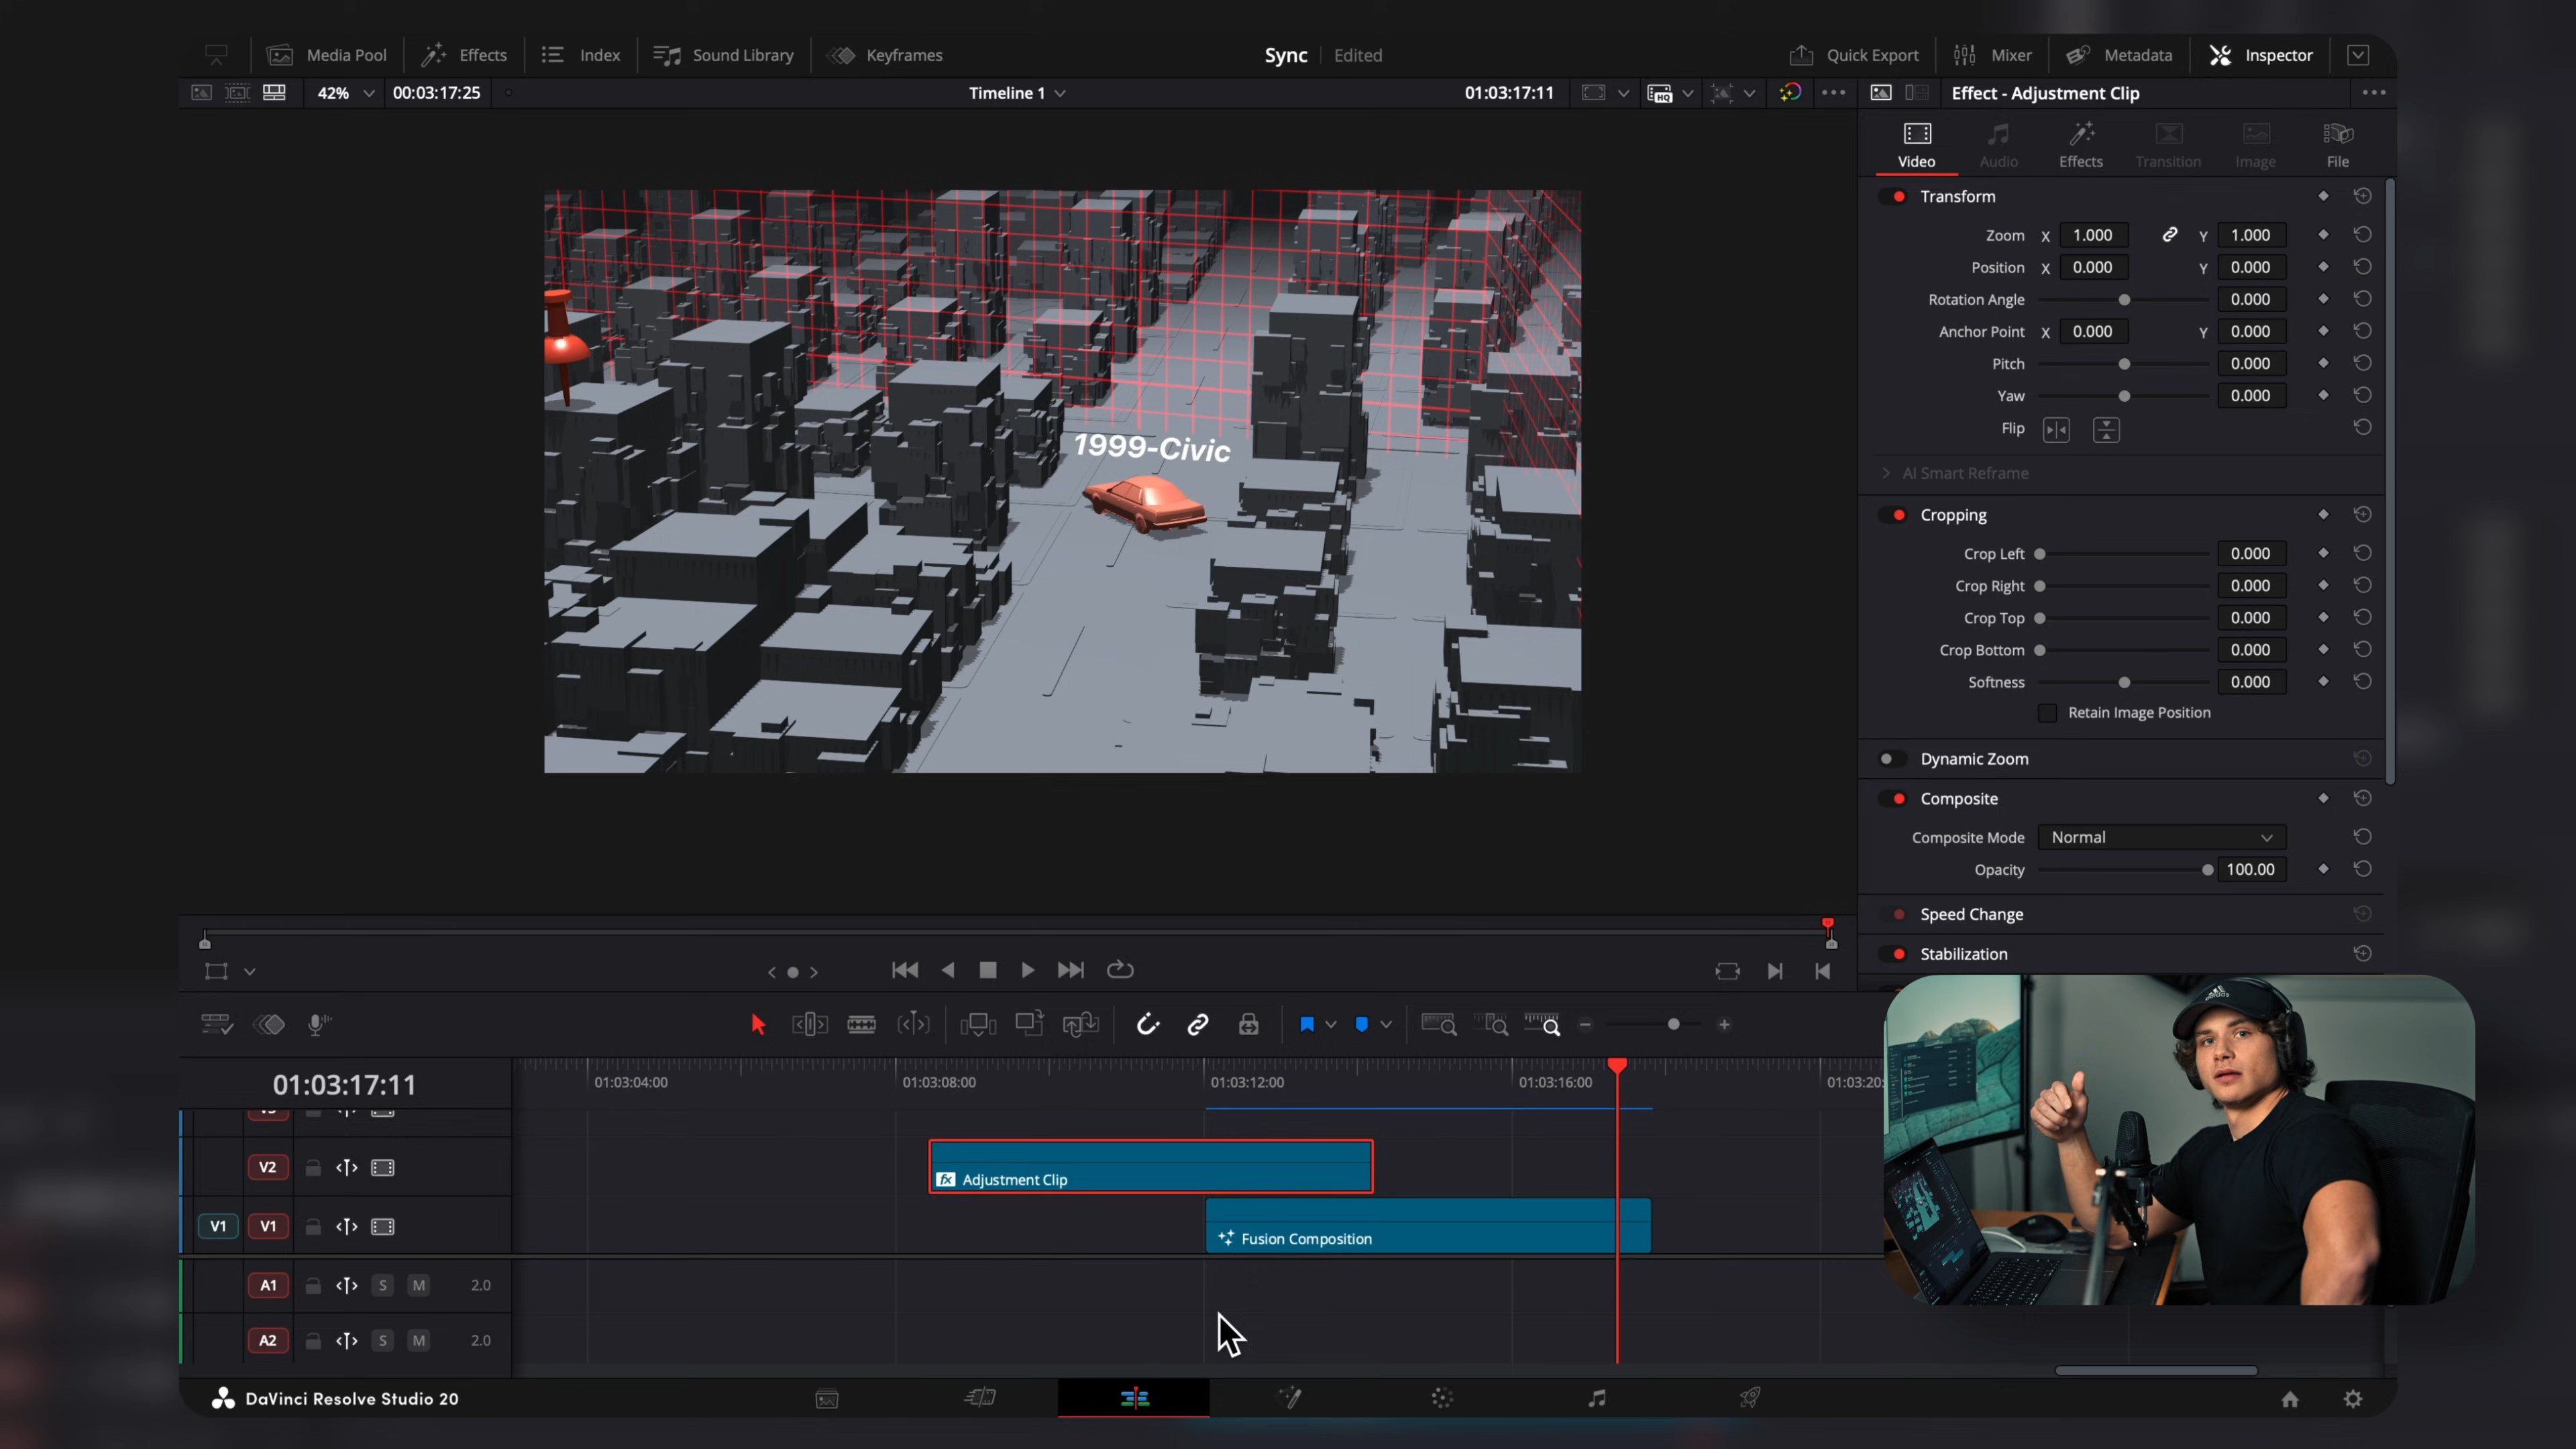 Media Pool Effects Index Sound Library Keyframes Sync Edited Quick Export Mixer Metadata Inspector
42% 00:03:17:25 Timeline 1 01:03:17:11 HQ Effect - Adjustment Clip
Video Audio Effects Transition Image File
Transform
Zoom X 1.000 Y 1.000
Position X 0.000 Y 0.000
Rotation Angle 0.000
Anchor Point X 0.000 Y 0.000
Pitch 0.000
Yaw 0.000
Flip
AI Smart Reframe
Cropping
Crop Left 0.000
Crop Right 0.000
Crop Top 0.000
Crop Bottom 0.000
Softness 0.000
Retain Image Position
Dynamic Zoom
Composite
Composite Mode Normal
Opacity 100.00
Speed Change
Stabilization
1999-Civic
01:03:17:11 01:03:04:00 01:03:08:00 01:03:12:00 01:03:16:00 01:03:20:
V2 fx Adjustment Clip
V1 V1 Fusion Composition
A1 S M 2.0
A2 S M 2.0
DaVinci Resolve Studio 20